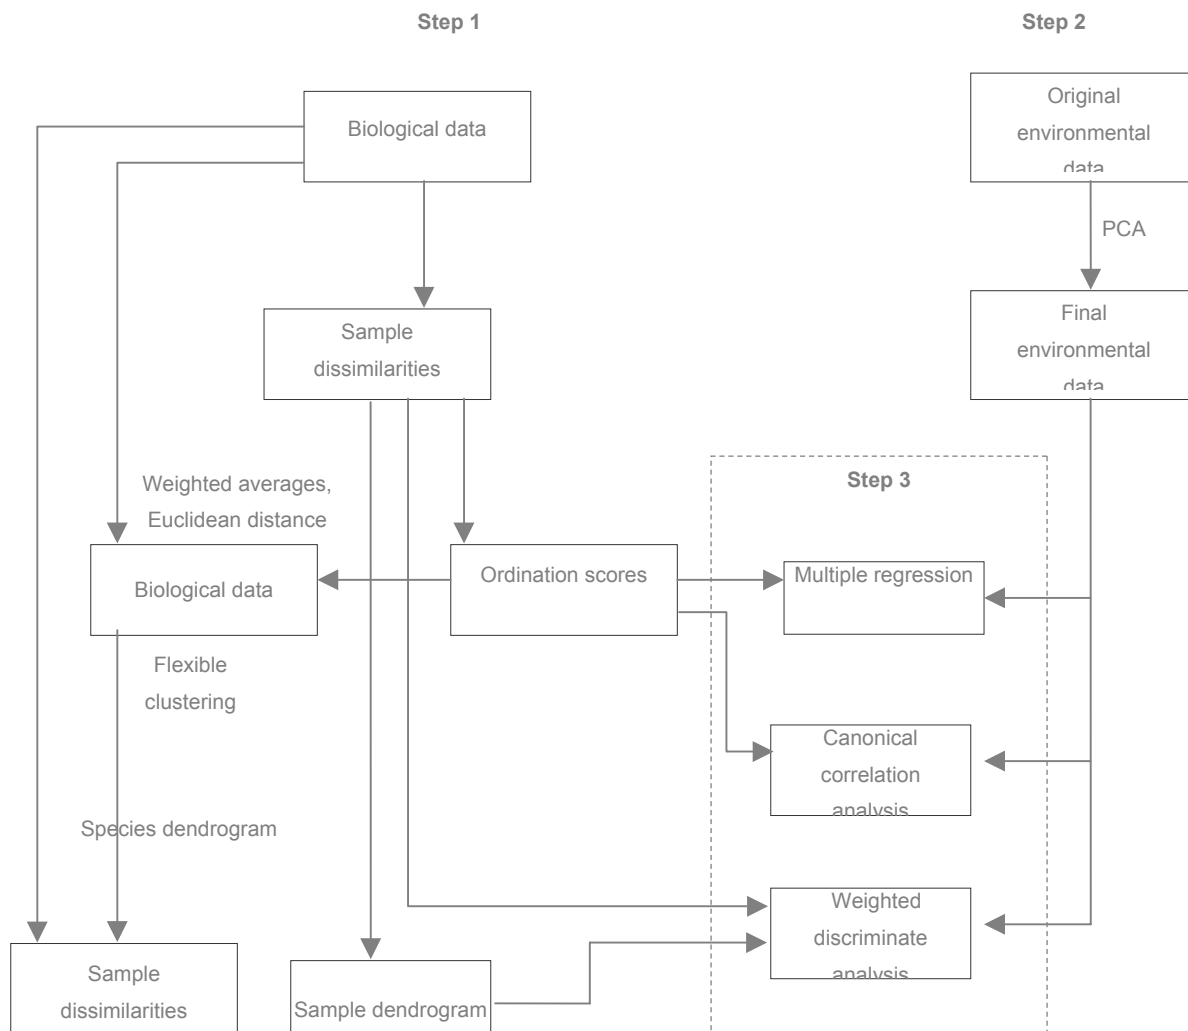 Step 1
Step 2
Biological data
Original
environmental
data
PCA
Sample
dissimilarities
Final
environmental
data
Step 3
Weighted averages,
Euclidean distance
Biological data
Ordination scores
Multiple regression
Flexible
clustering
Canonical
correlation
analysis
Species dendrogram
Weighted
discriminate
analysis
Sample
dissimilarities
Sample dendrogram